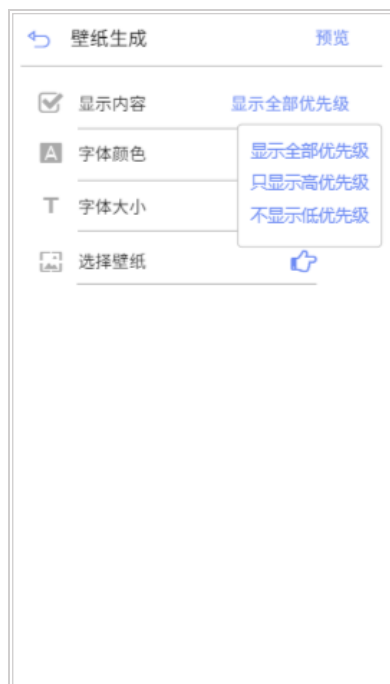 壁纸生成 预览
显示内容 显示全部优先级
字体颜色
字体大小
选择壁纸
显示全部优先级
只显示高优先级
不显示低优先级